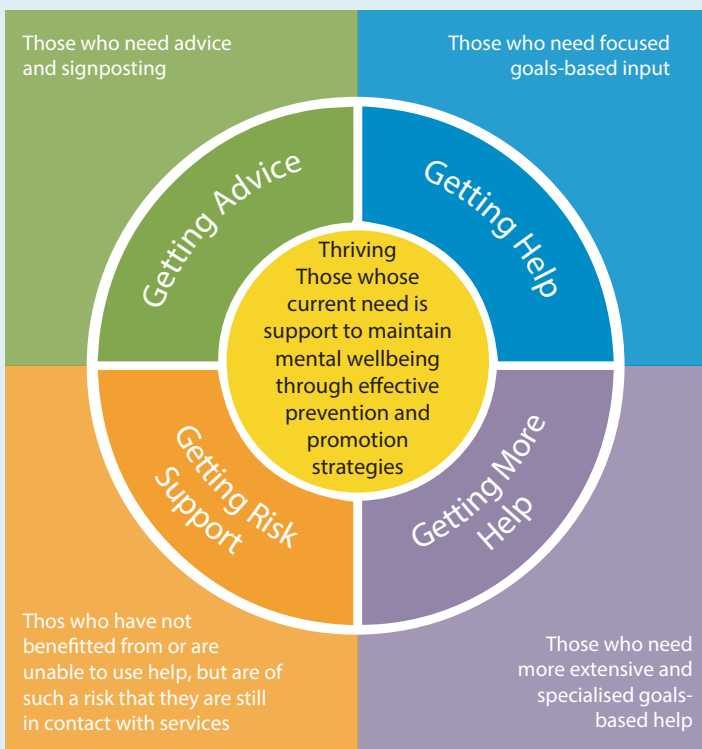 Those who need advice
and signposting
Those who need focused
goals-based input
Getting Advice
Getting Help
Thriving
Those whose
current need is
support to maintain
mental wellbeing
through effective
prevention and
promotion
strategies
Getting Risk
Support
Getting More
Help
Thos who have not
benefitted from or are
unable to use help, but are of
such a risk that they are still
in contact with services
Those who need
more extensive and
specialised goals-
based help